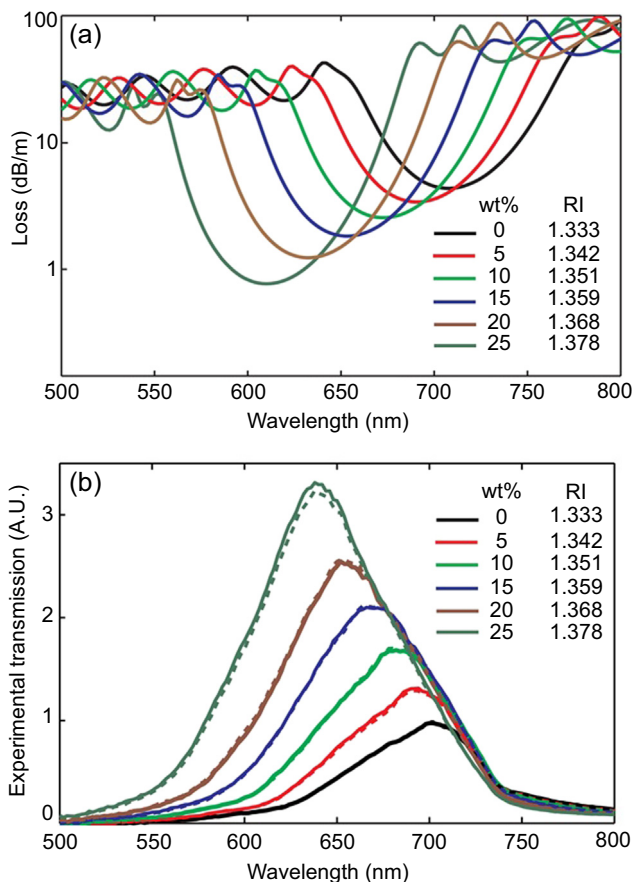 (a)
100
10
1
Loss (dB/m)
wt% RI
0 1.333
5 1.342
10 1.351
15 1.359
20 1.368
25 1.378
500 550 600 650 700 750 800
Wavelength (nm)
(b)
3
2
1
0
Experimental transmission (A.U.)
wt% RI
0 1.333
5 1.342
10 1.351
15 1.359
20 1.368
25 1.378
500 550 600 650 700 750 800
Wavelength (nm)